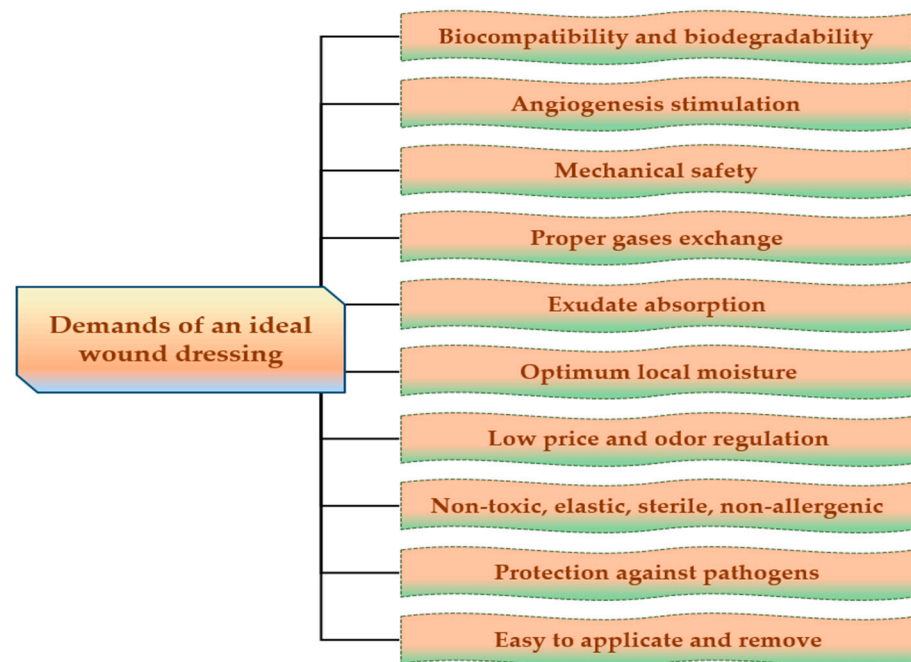 Biocompatibility and biodegradability
Angiogenesis stimulation
Mechanical safety
Proper gases exchange
Exudate absorption
Demands of an ideal
wound dressing
Optimum local moisture
Low price and odor regulation
Non-toxic, elastic, sterile, non-allergenic
Protection against pathogens
Easy to applicate and remove